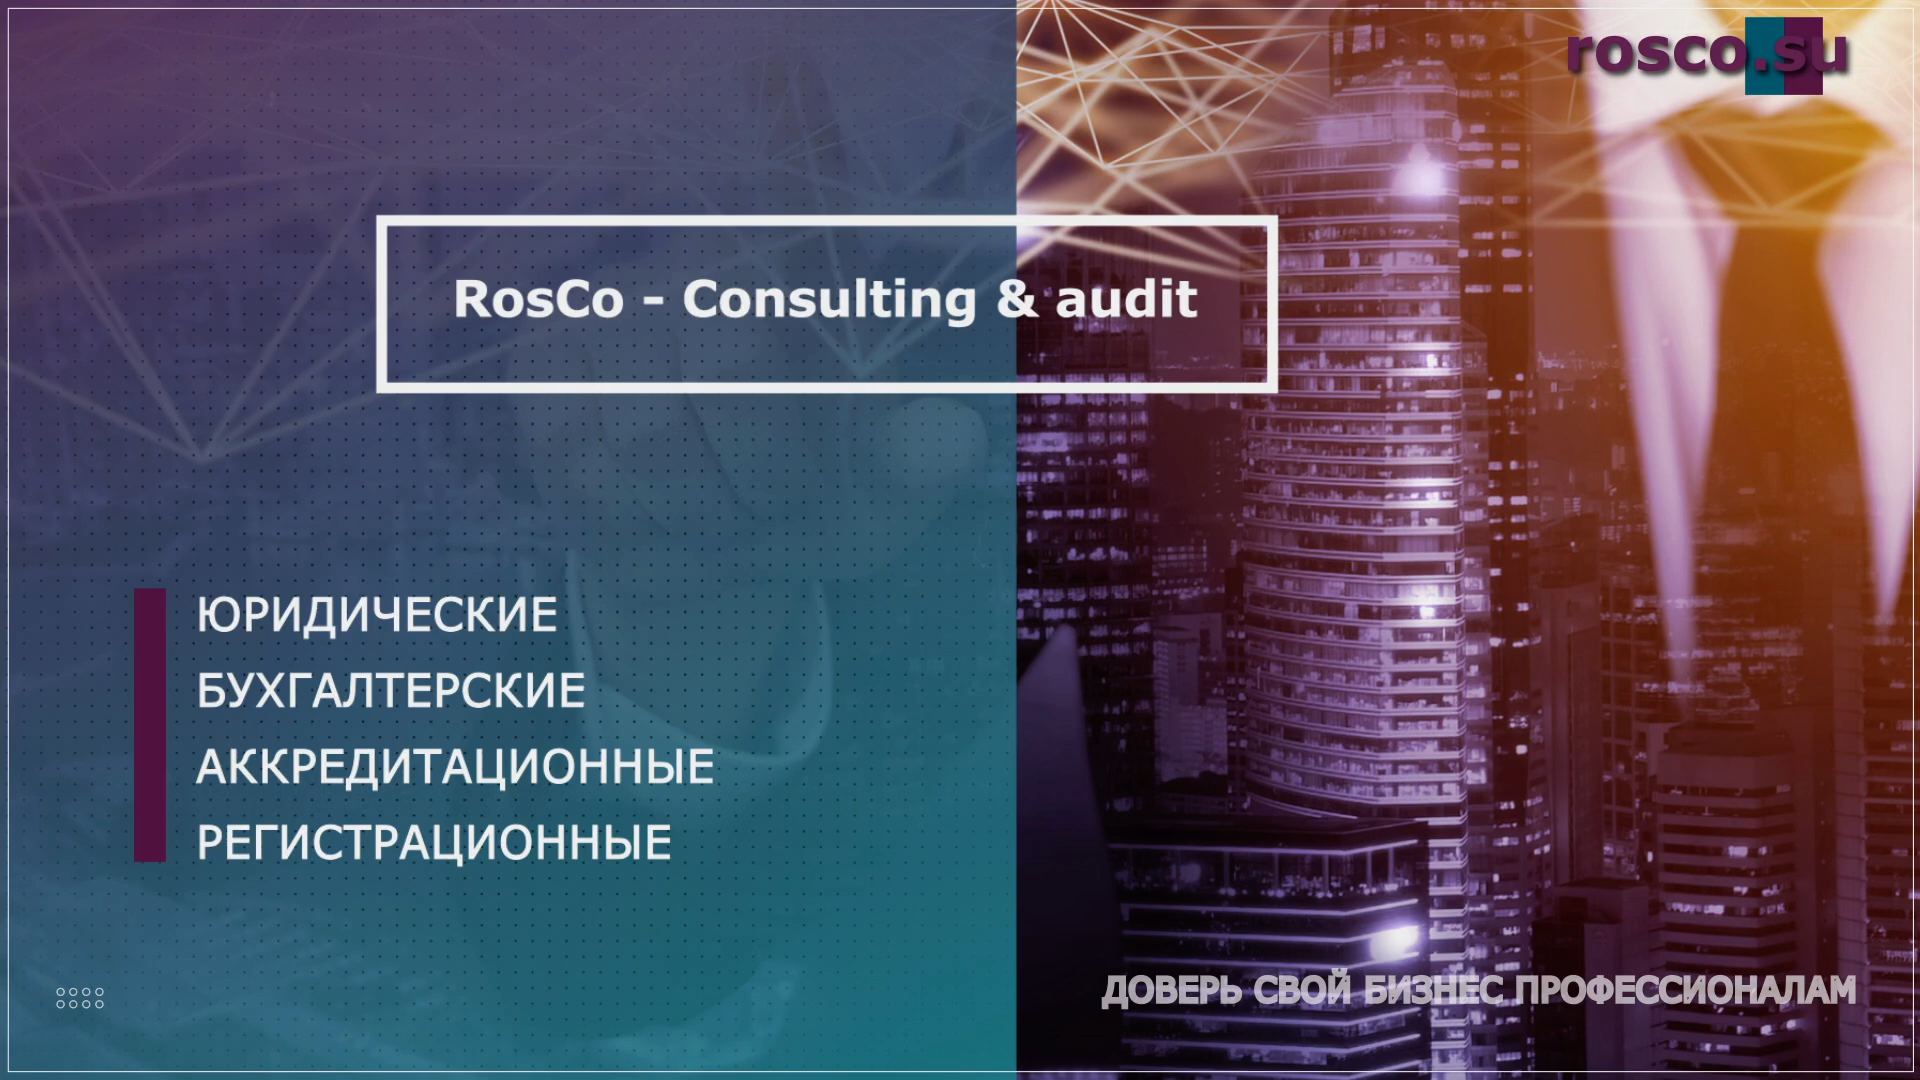 rosco.su
RosCo - Consulting & audit
ЮРИДИЧЕСКИЕ
БУХГАЛТЕРСКИЕ
АККРЕДИТАЦИОННЫЕ
РЕГИСТРАЦИОННЫЕ
ДОВЕРЬ СВОЙ БИЗНЕС ПРОФЕССИОНАЛАМ